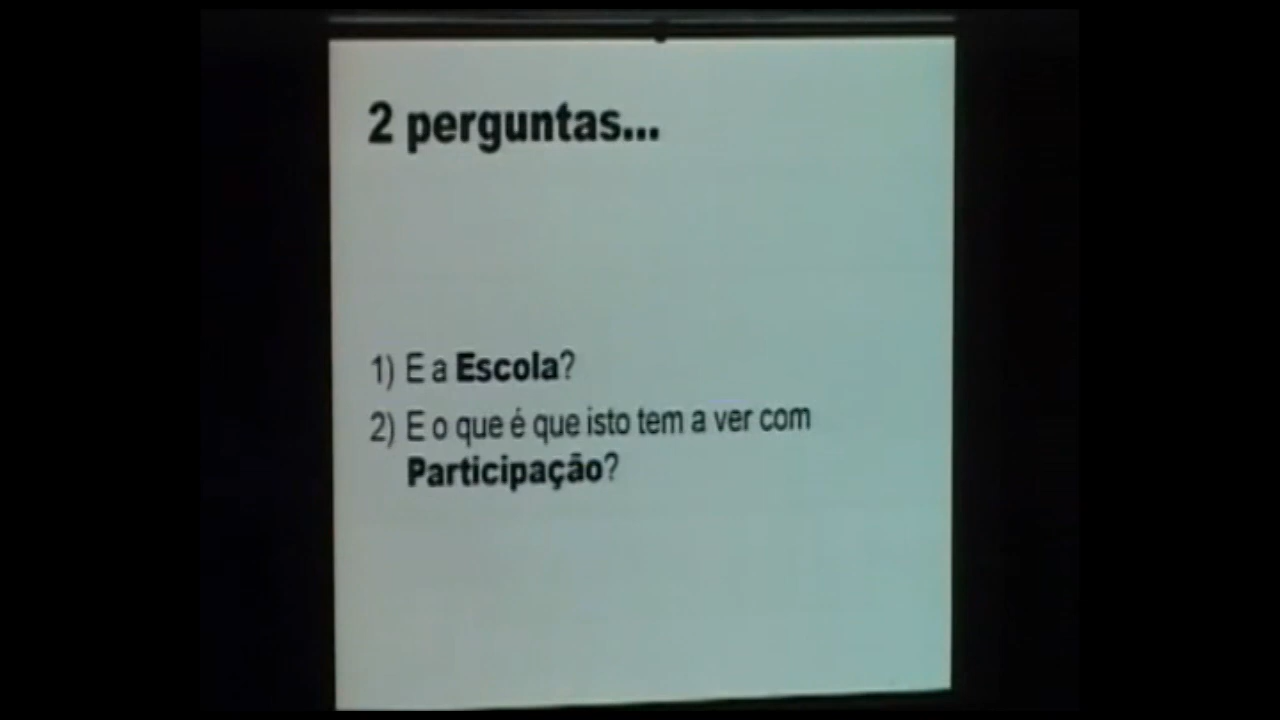 2 perguntas...
1) E a Escola?
2) E o que é que isto tem a ver com
Participação?